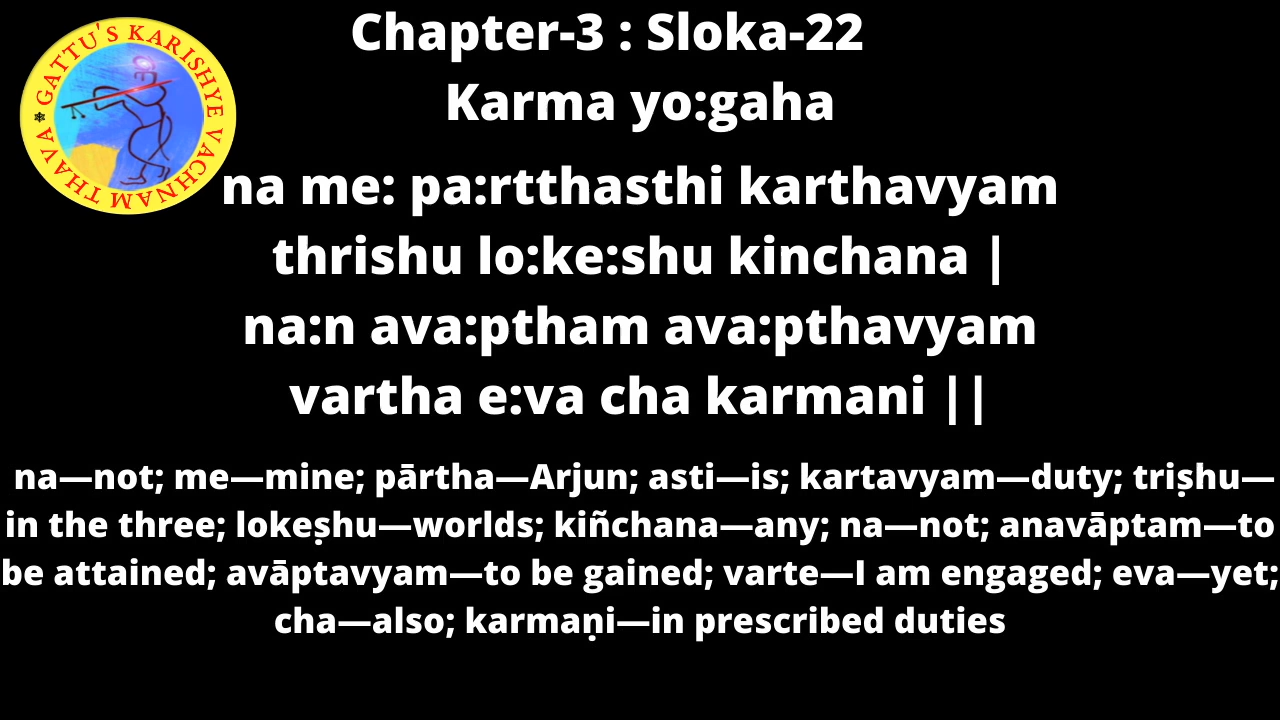 GATTU'S KARISHYE VACHNAM THAVA
Chapter-3 : Sloka-22
Karma yo:gaha
na me: pa:rtthasthi karthavyam
thrishu lo:ke:shu kinchana |
na:n ava:ptham ava:pthavyam
vartha e:va cha karmani ||
na—not; me—mine; pārtha—Arjun; asti—is; kartavyam—duty; triṣhu—
in the three; lokeṣhu—worlds; kiñchana—any; na—not; anavāptam—to
be attained; avāptavyam—to be gained; varte—I am engaged; eva—yet;
cha—also; karmaṇi—in prescribed duties